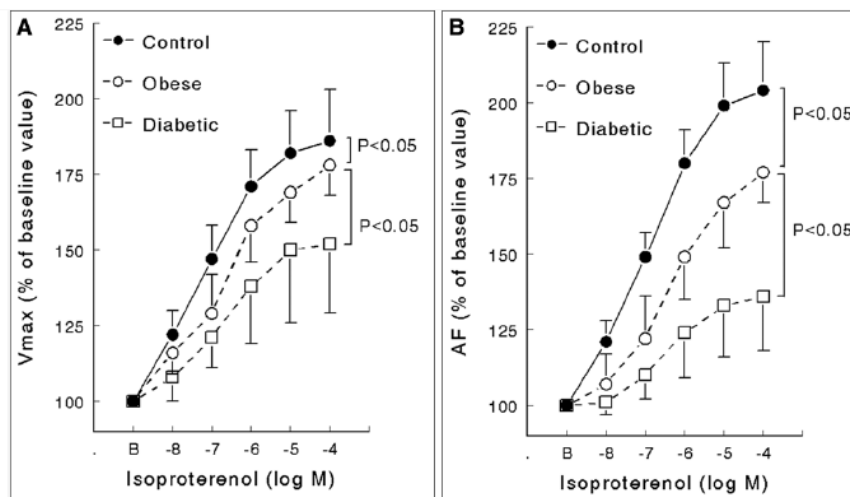 A
225
200
175
150
125
100
Vmax (% of baseline value)
Control
Obese
Diabetic
P<0.05
P<0.05
B
-8
-7
-6
-5
-4
Isoproterenol (log M)
B
225
200
175
150
125
100
AF (% of baseline value)
Control
Obese
Diabetic
P<0.05
P<0.05
B
-8
-7
-6
-5
-4
Isoproterenol (log M)